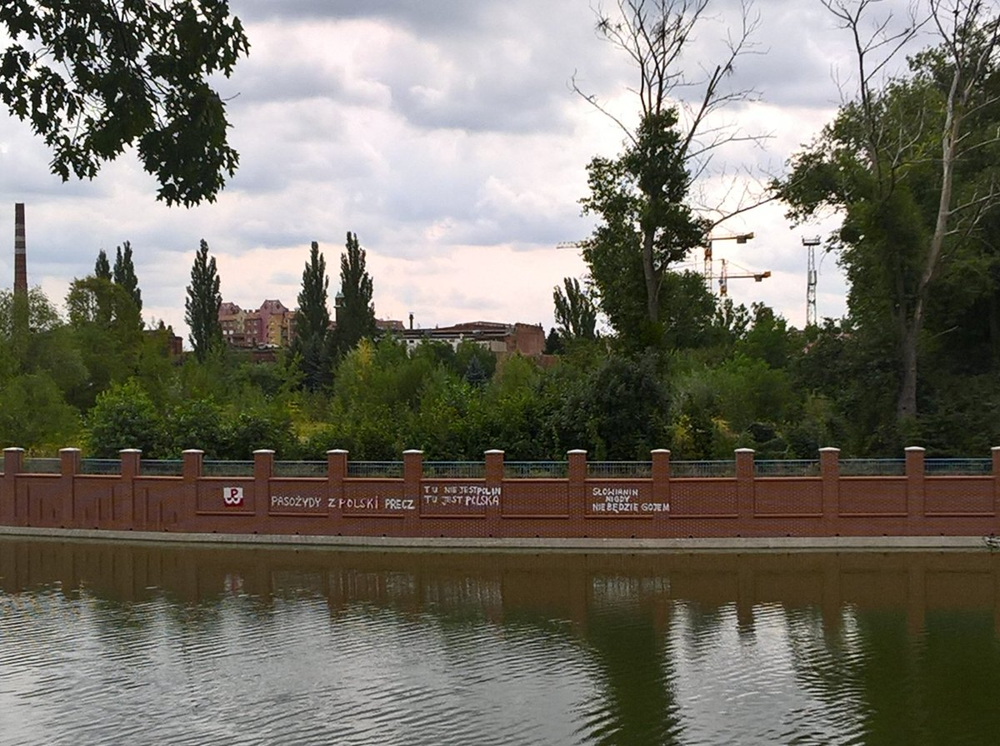 PASOŻYDY Z POLSKI PRECZ
TU NIE JEST POLIN
TU JEST POLSKA
SŁOWIANIN
NIGDY
NIE BĘDZIE GOJEM